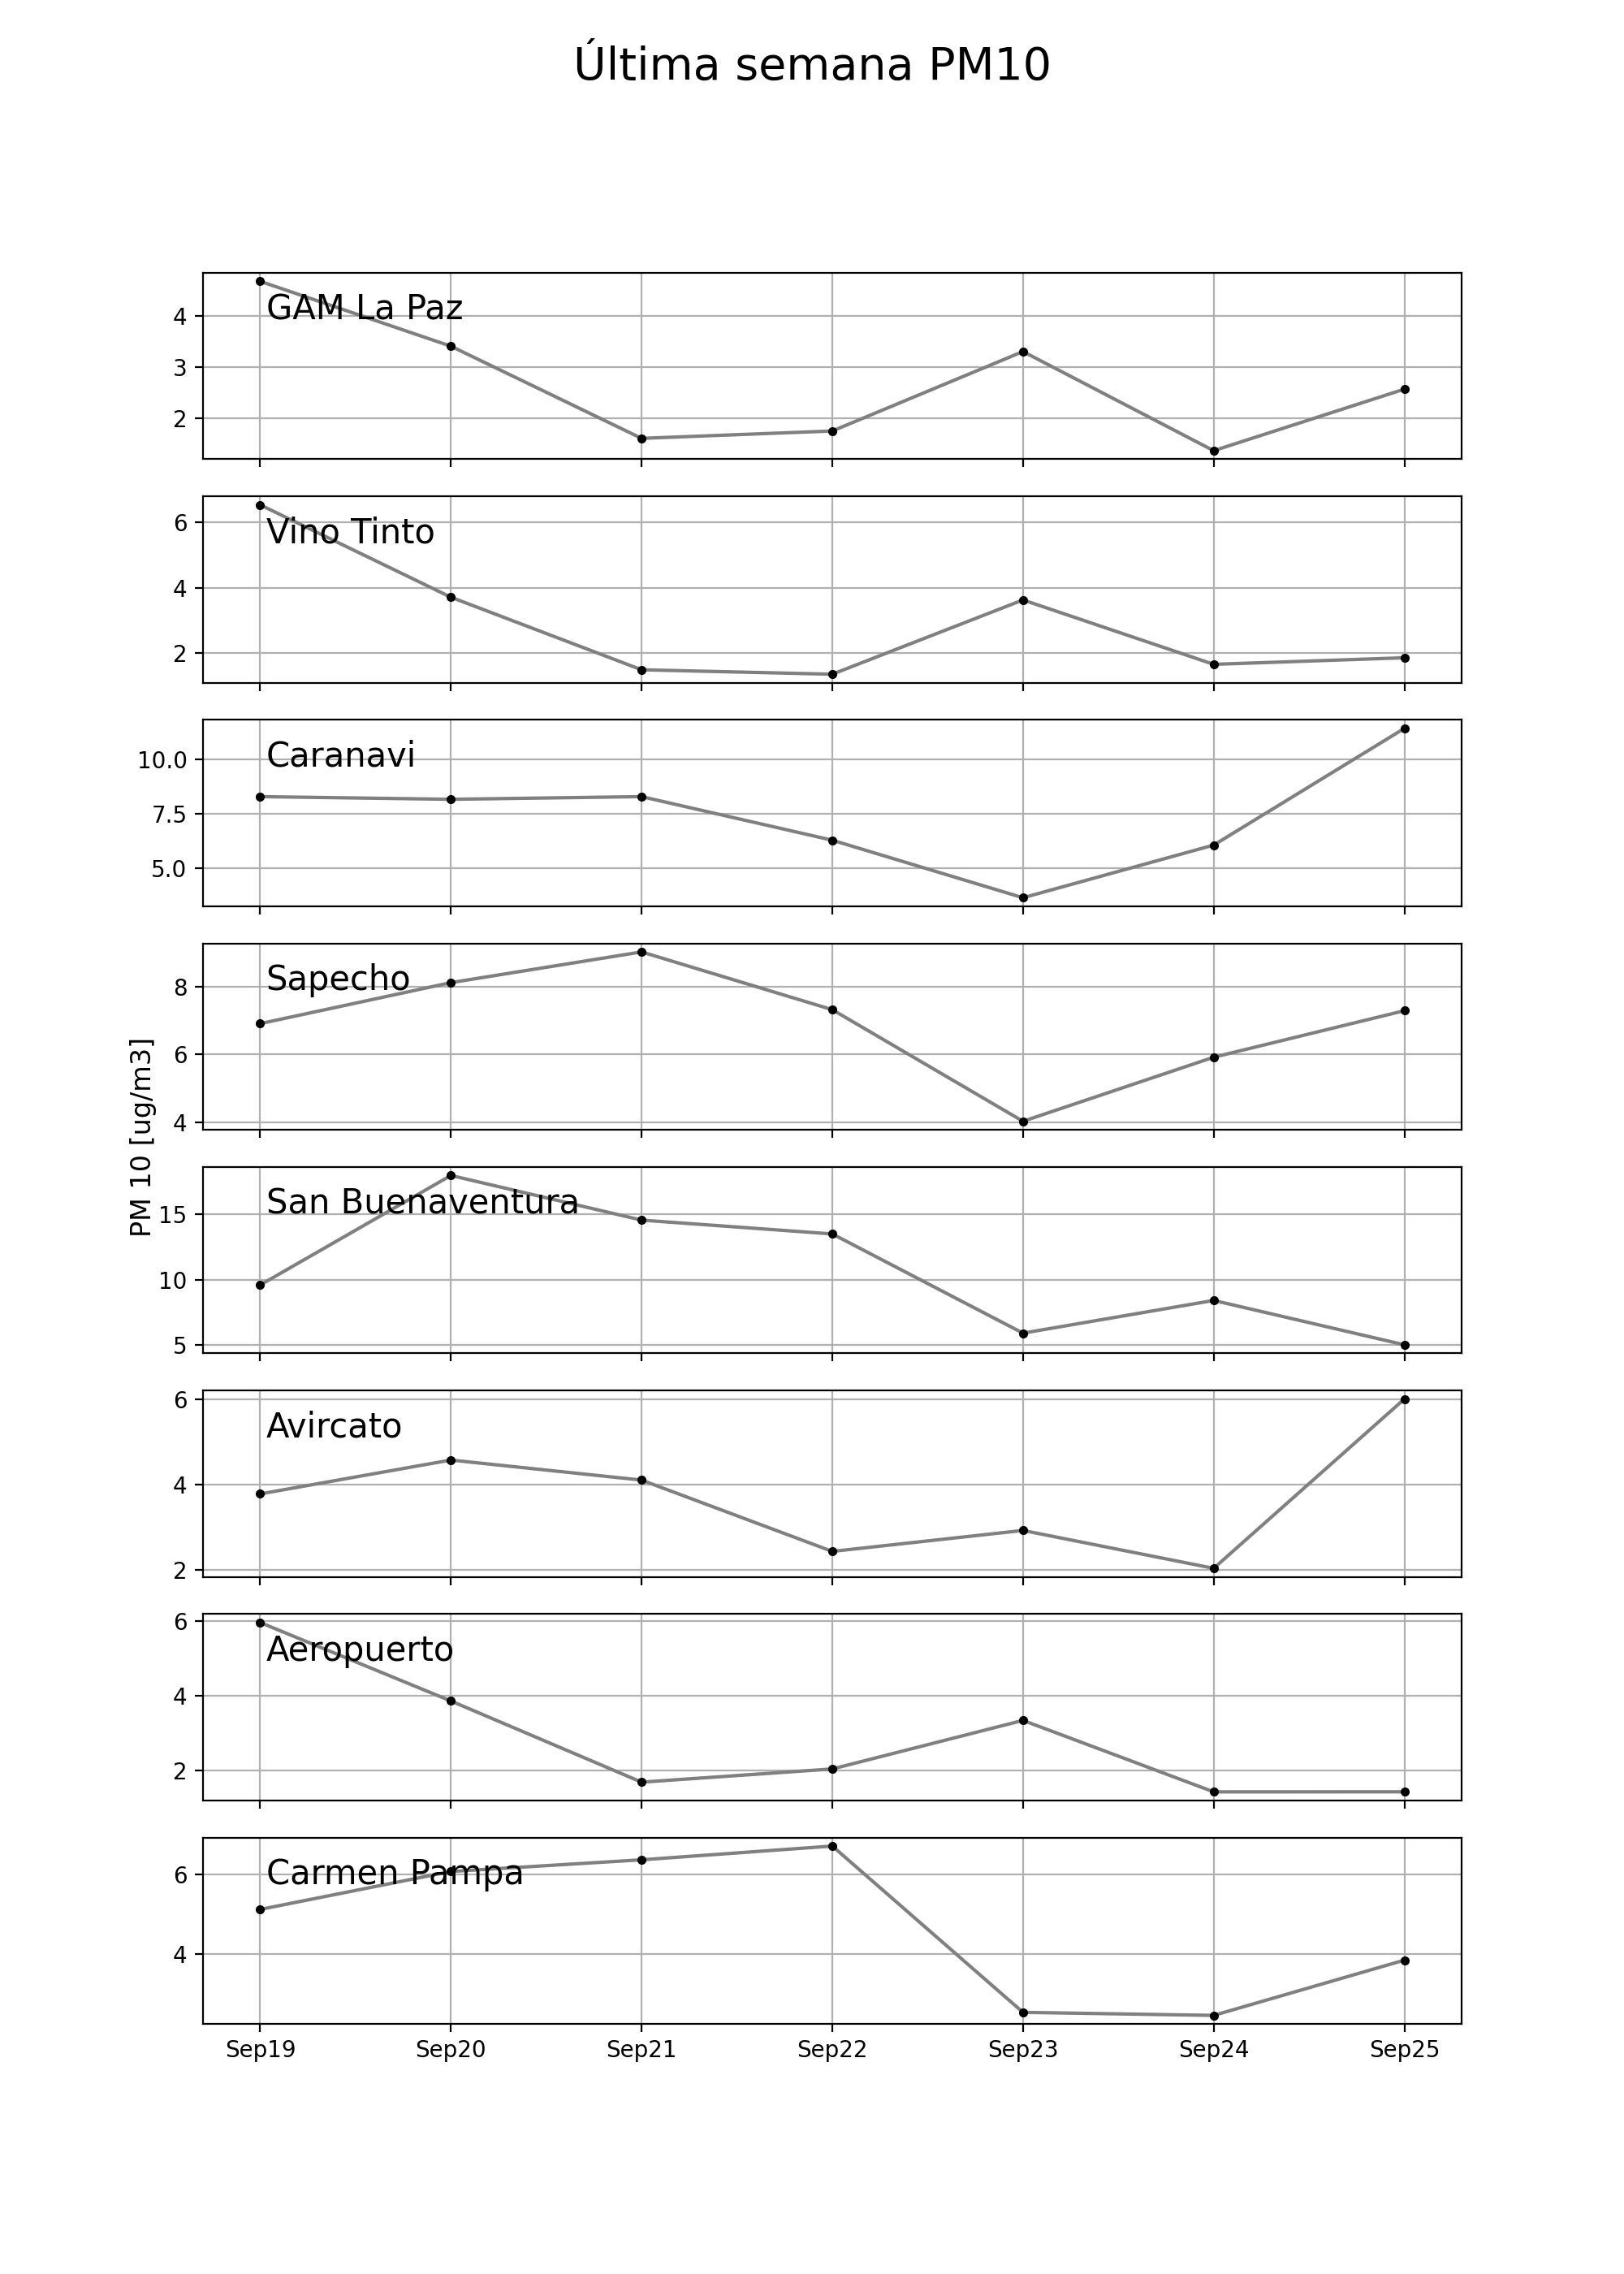 Última semana PM10
GAM La Paz
4
3
2
Vino Tinto
6
4
2
Caranavi
10.0
7.5
5.0
Sapecho
8
6
4
PM 10 [ug/m3]
San Buenaventura
15
10
5
Avircato
6
4
2
Aeropuerto
6
4
2
Carmen Pampa
6
4
Sep19 Sep20 Sep21 Sep22 Sep23 Sep24 Sep25